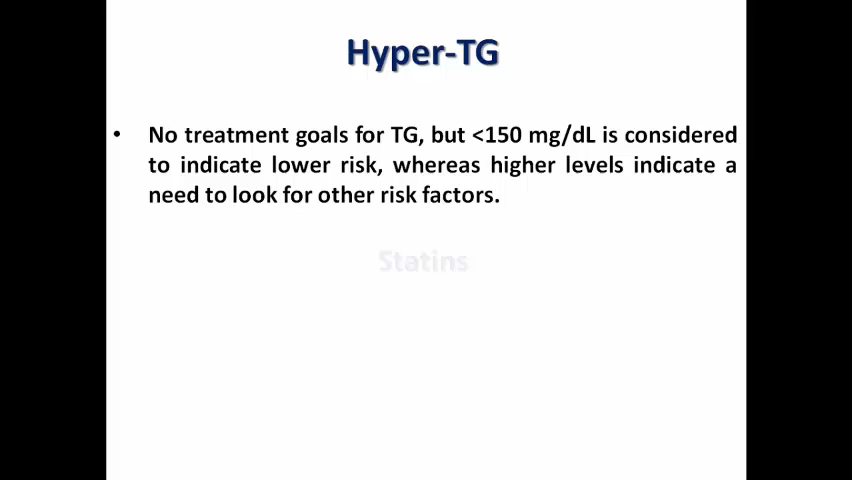 Hyper-TG
• No treatment goals for TG, but <150 mg/dL is considered
to indicate lower risk, whereas higher levels indicate a
need to look for other risk factors.
Statins